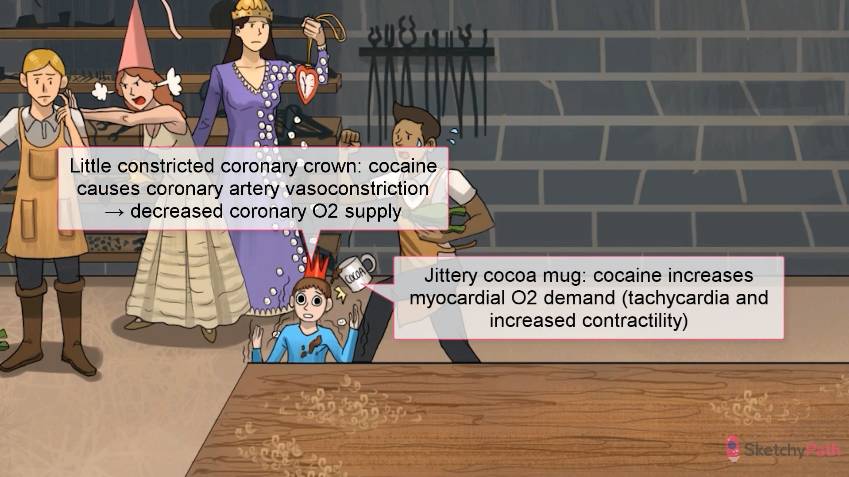 Little constricted coronary crown: cocaine
causes coronary artery vasoconstriction
→ decreased coronary O2 supply
COCOA
Jittery cocoa mug: cocaine increases
myocardial O2 demand (tachycardia and
increased contractility)
SketchyPath